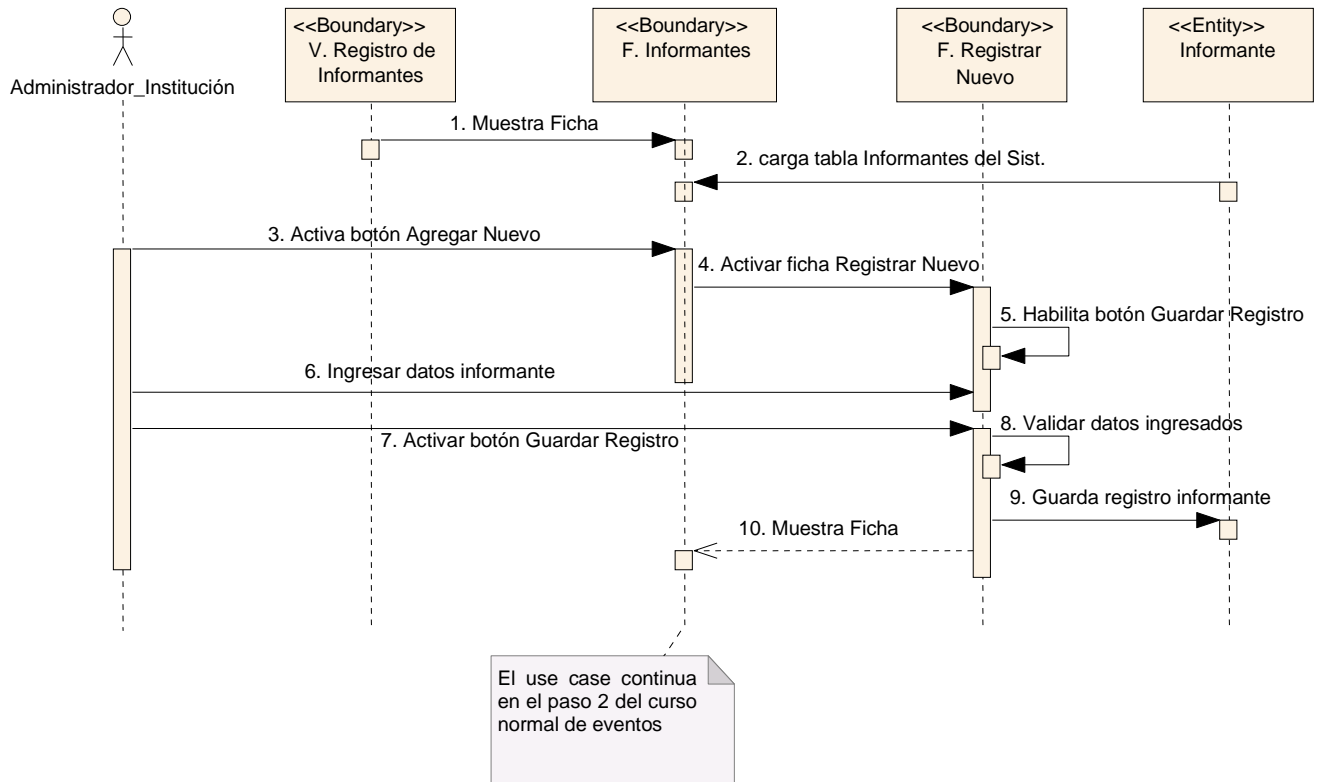 Administrador_Institución
<<Boundary>>
V. Registro de
Informantes
<<Boundary>>
F. Informantes
<<Boundary>>
F. Registrar
Nuevo
<<Entity>>
Informante
1. Muestra Ficha
2. carga tabla Informantes del Sist.
3. Activa botón Agregar Nuevo
4. Activar ficha Registrar Nuevo
5. Habilita botón Guardar Registro
6. Ingresar datos informante
7. Activar botón Guardar Registro
8. Validar datos ingresados
9. Guarda registro informante
10. Muestra Ficha
El use case continua
en el paso 2 del curso
normal de eventos